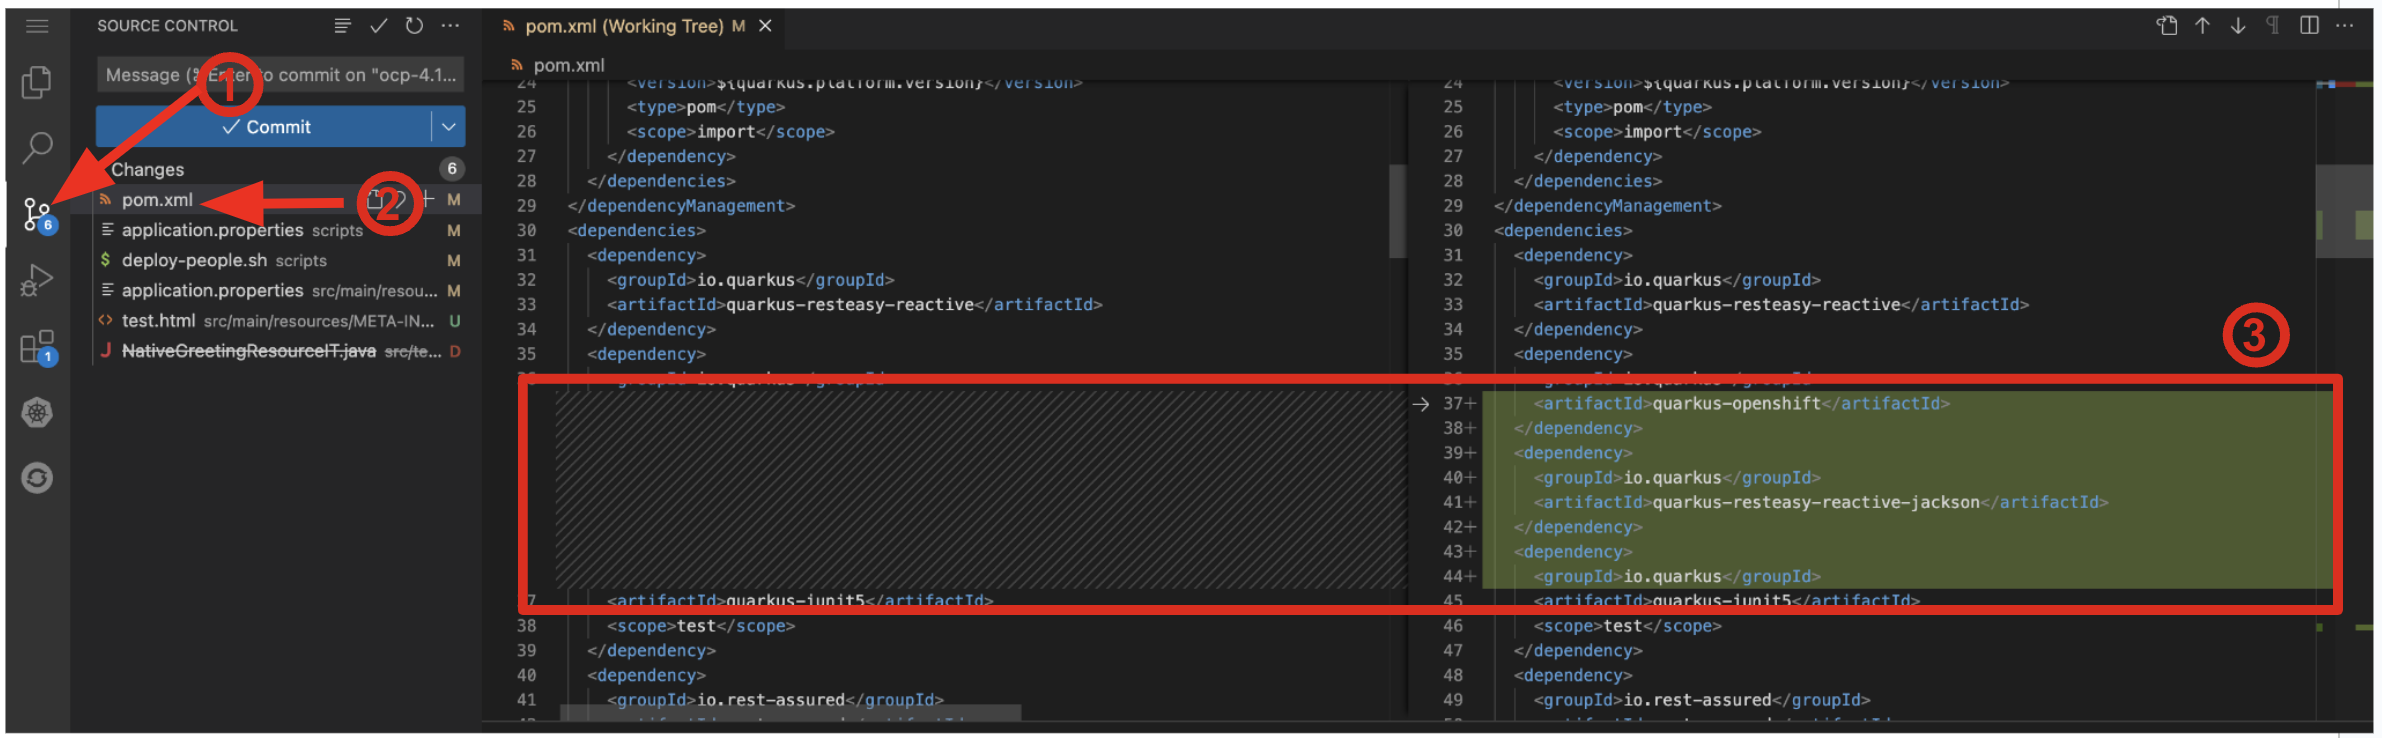 SOURCE CONTROL
Message (
Enter to commit on "ocp-4.1...
Commit
Changes
6
pom.xml
M
application.properties scripts
M
deploy-people.sh scripts
M
application.properties src/main/resou...
M
test.html src/main/resources/META-IN...
U
NativeGreetingResourceIT.java src/te...
D
6
1
1
2
3
pom.xml (Working Tree) M
pom.xml
24 <version>${quarkus.platform.version}</version>
25 <type>pom</type>
26 <scope>import</scope>
27 </dependency>
28 </dependencies>
29 </dependencyManagement>
30 <dependencies>
31 <dependency>
32 <groupId>io.quarkus</groupId>
33 <artifactId>quarkus-resteasy-reactive</artifactId>
34 </dependency>
35 <dependency>
<groupId>io.quarkus</groupId>
7 <artifactId>quarkus-junit5</artifactId>
38 <scope>test</scope>
39 </dependency>
40 <dependency>
41 <groupId>io.rest-assured</groupId>
24 <version>${quarkus.platform.version}</version>
25 <type>pom</type>
26 <scope>import</scope>
27 </dependency>
28 </dependencies>
29 </dependencyManagement>
30 <dependencies>
31 <dependency>
32 <groupId>io.quarkus</groupId>
33 <artifactId>quarkus-resteasy-reactive</artifactId>
34 </dependency>
35 <dependency>
36 <groupId>io.quarkus</groupId>
37+ <artifactId>quarkus-openshift</artifactId>
38+ </dependency>
39+ <dependency>
40+ <groupId>io.quarkus</groupId>
41+ <artifactId>quarkus-resteasy-reactive-jackson</artifactId>
42+ </dependency>
43+ <dependency>
44+ <groupId>io.quarkus</groupId>
45 <artifactId>quarkus-junit5</artifactId>
46 <scope>test</scope>
47 </dependency>
48 <dependency>
49 <groupId>io.rest-assured</groupId>